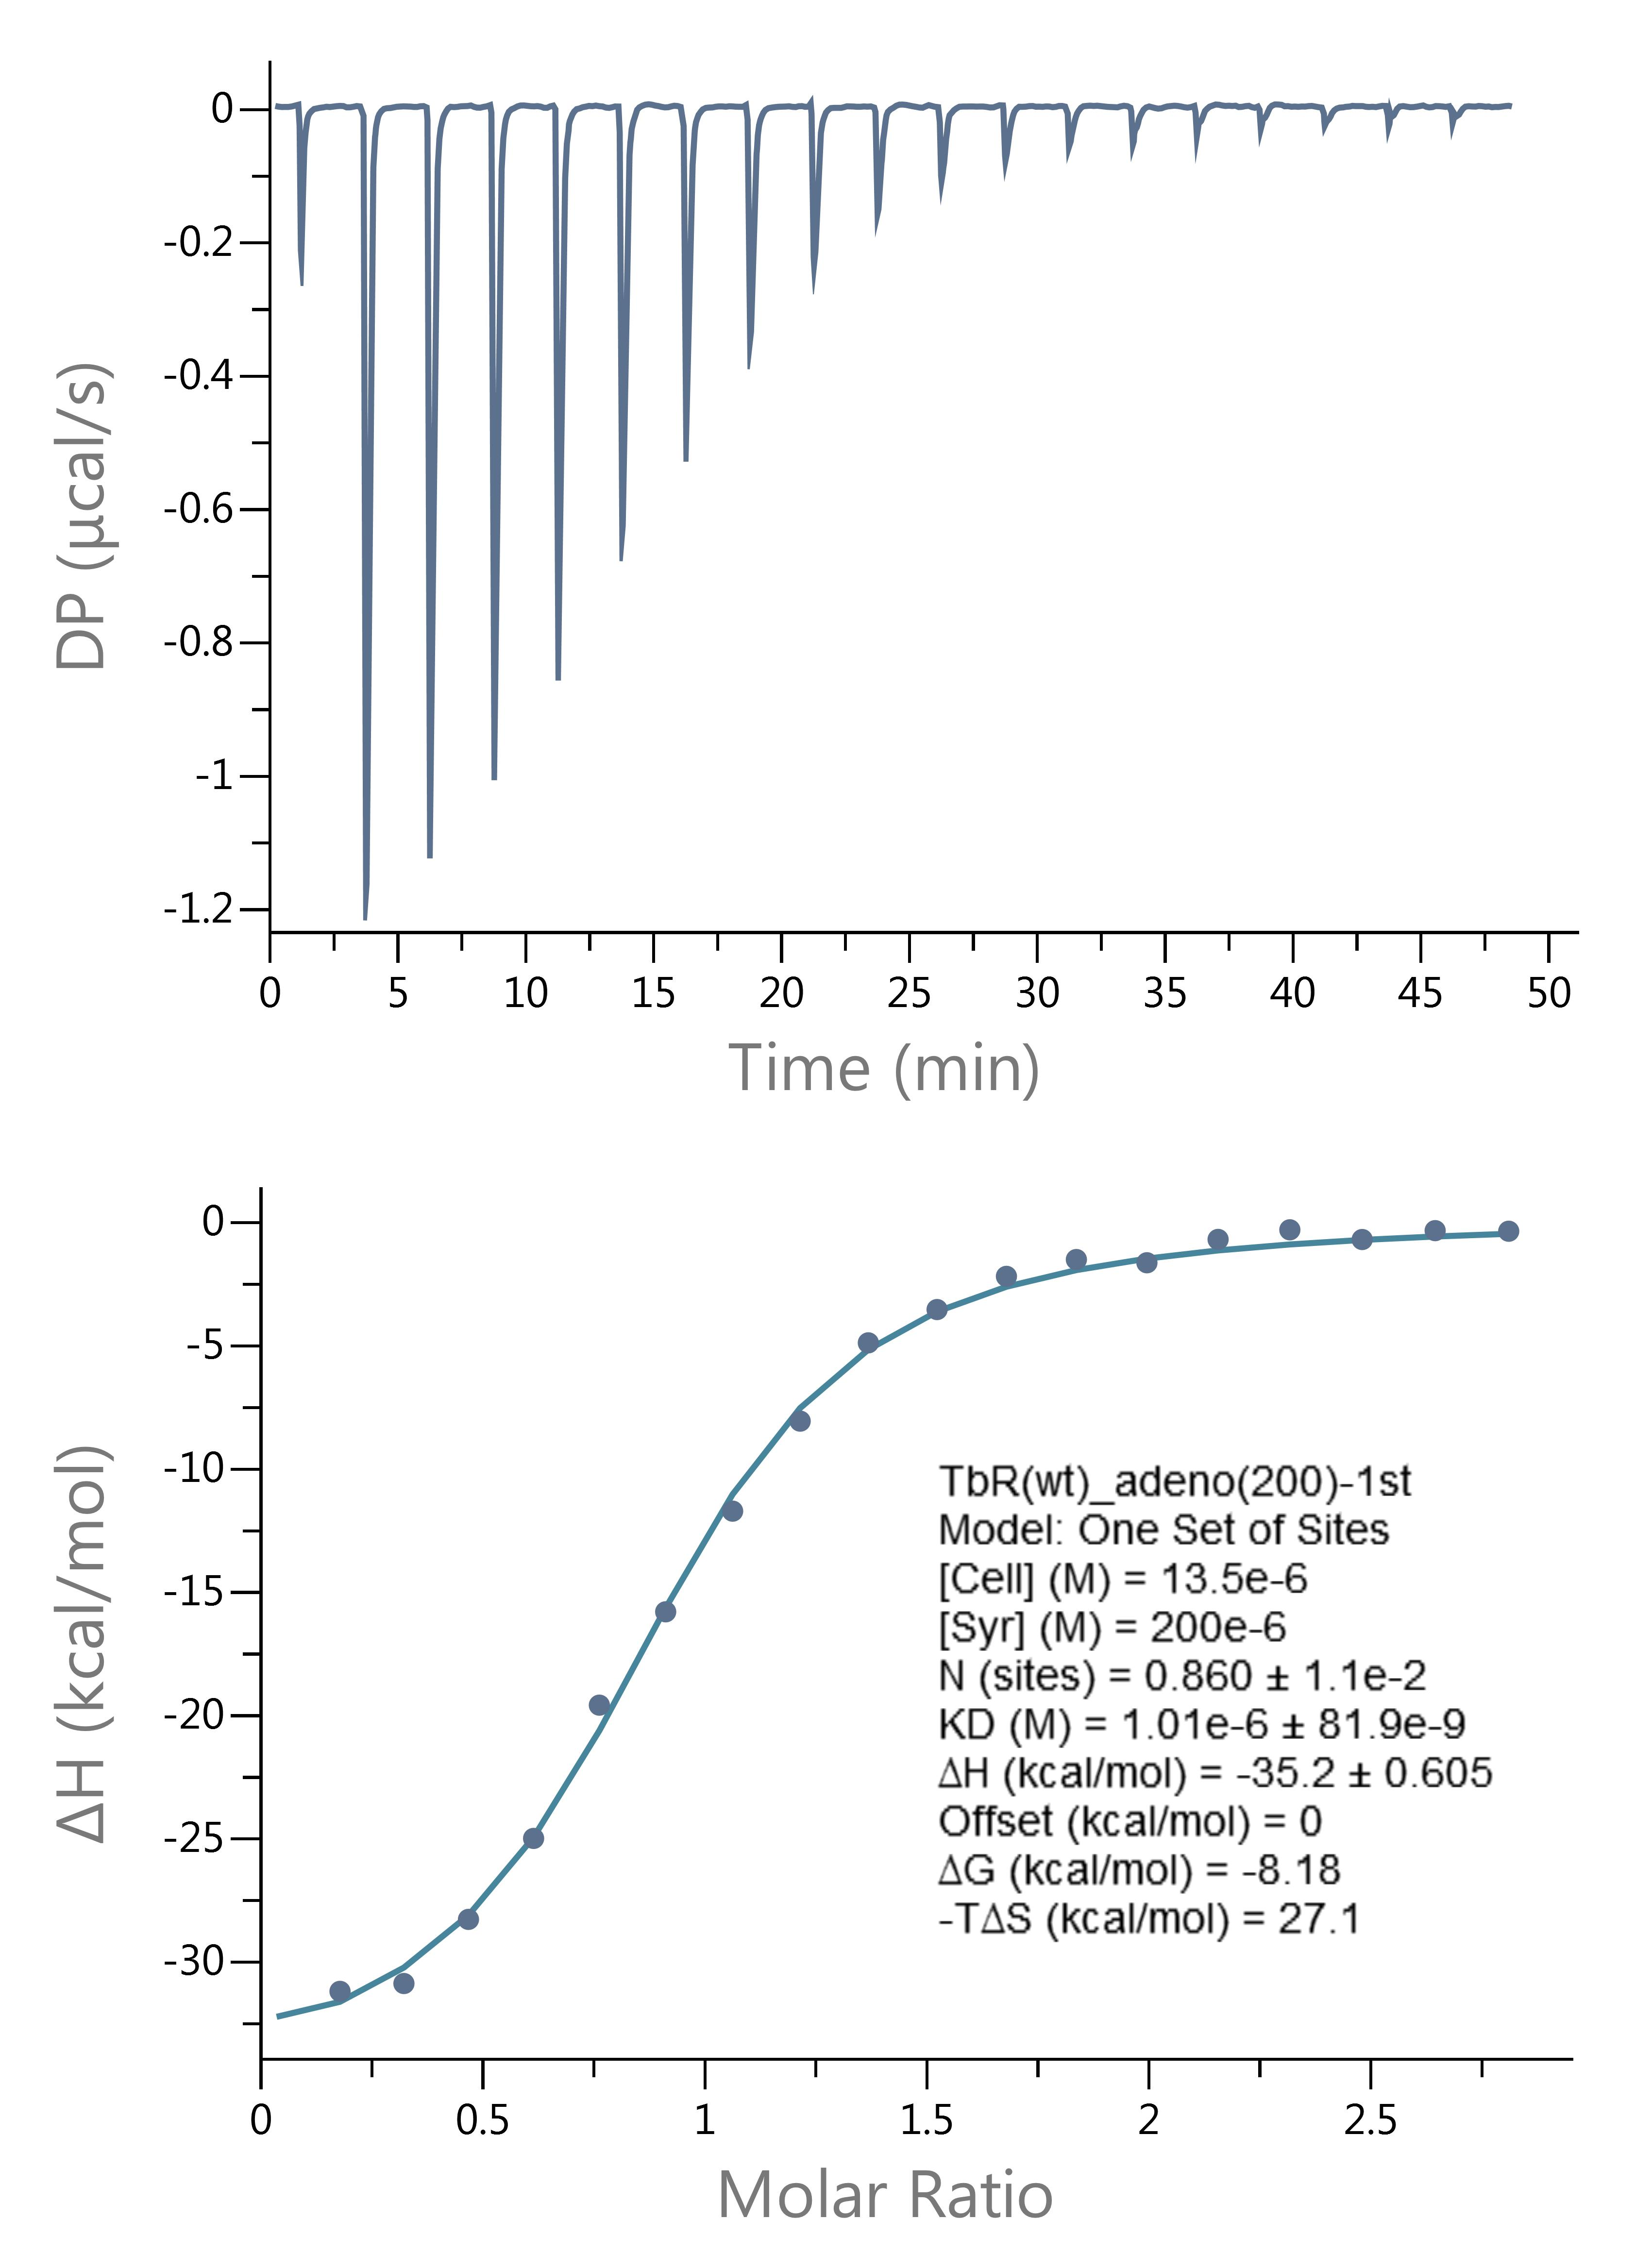 0
-0.2
-0.4
-0.6
-0.8
-1
-1.2
DP (µcal/s)
0 5 10 15 20 25 30 35 40 45 50
Time (min)
0
-5
-10
-15
-20
-25
-30
ΔH (kcal/mol)
TbR(wt)_adeno(200)-1st
Model: One Set of Sites
[Cell] (M) = 13.5e-6
[Syr] (M) = 200e-6
N (sites) = 0.860 ± 1.1e-2
KD (M) = 1.01e-6 ± 81.9e-9
ΔH (kcal/mol) = -35.2 ± 0.605
Offset (kcal/mol) = 0
ΔG (kcal/mol) = -8.18
-TΔS (kcal/mol) = 27.1
0 0.5 1 1.5 2 2.5
Molar Ratio